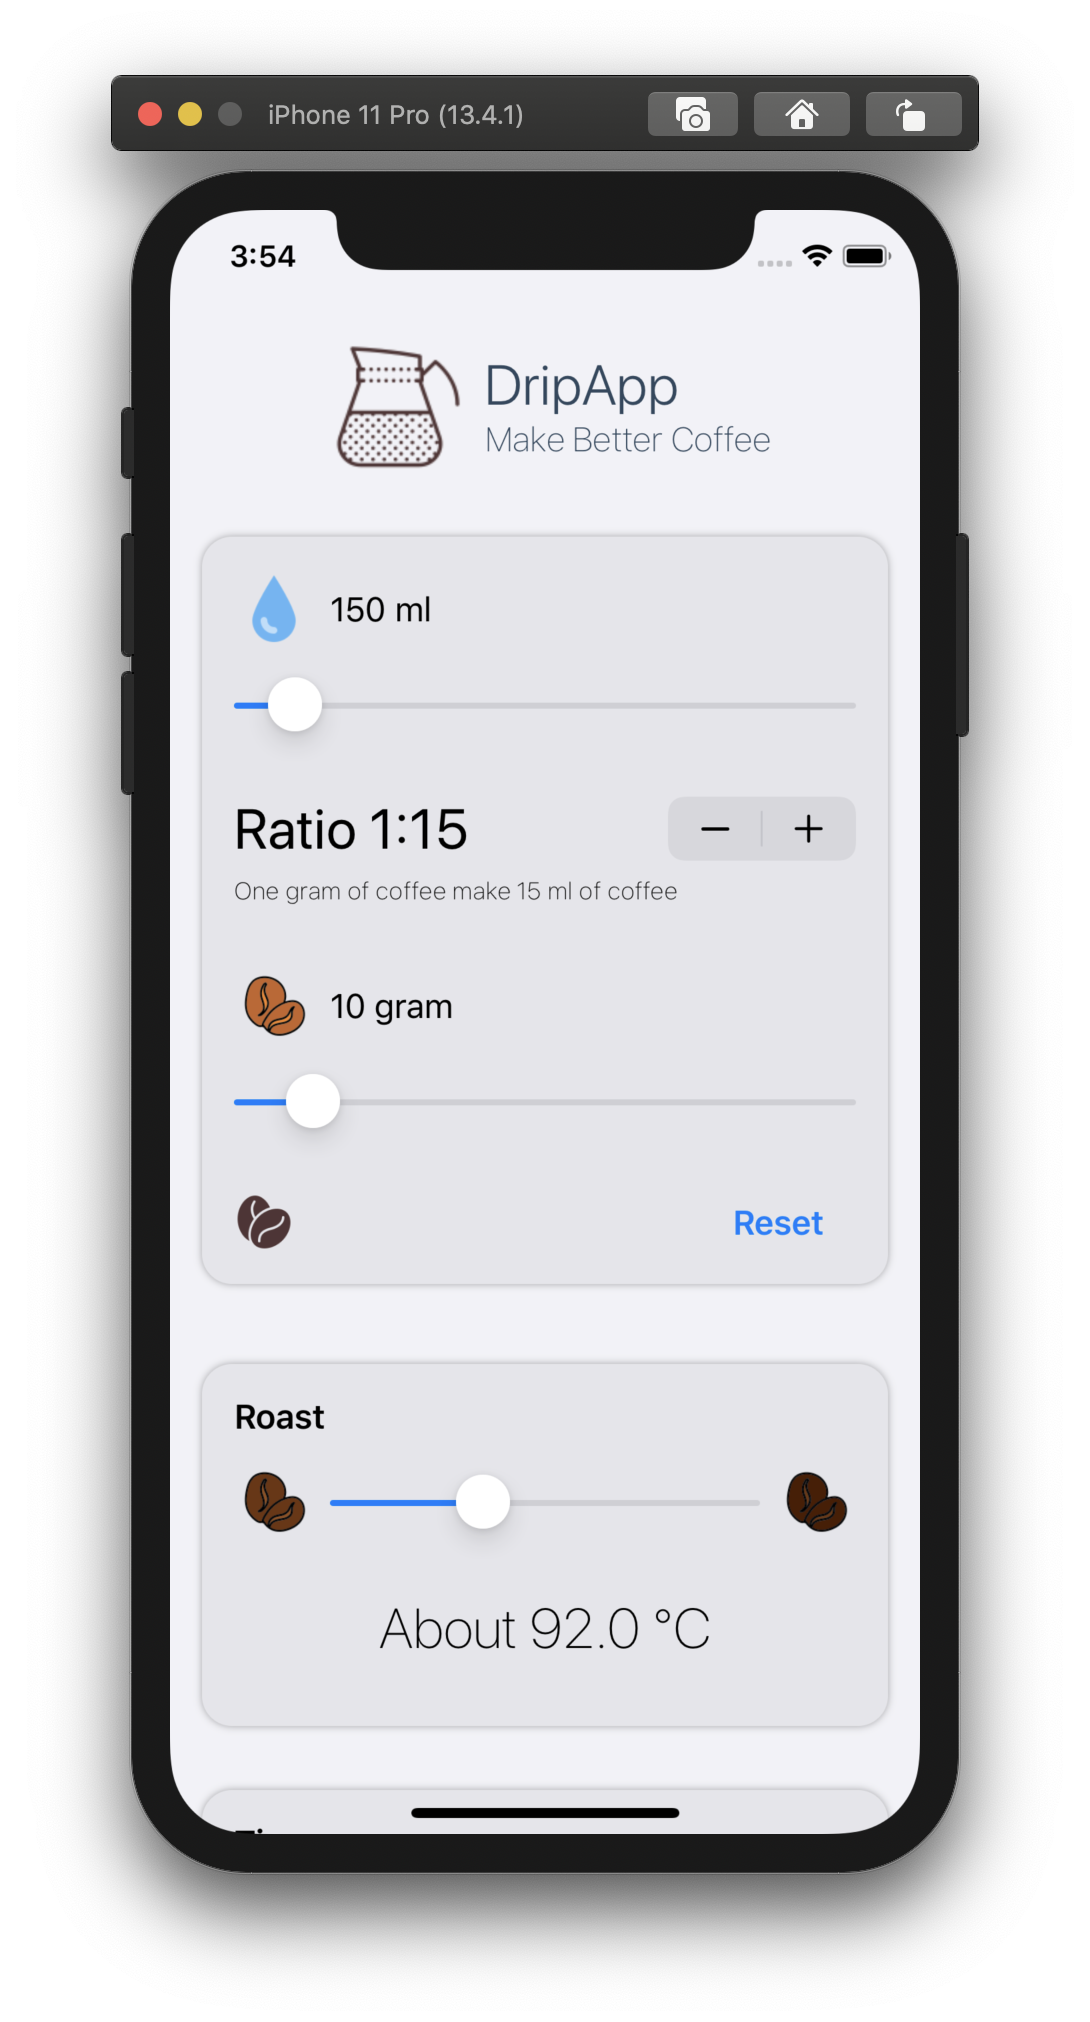 iPhone 11 Pro (13.4.1)
3:54
DripApp
Make Better Coffee
150 ml
Ratio 1:15
− +
One gram of coffee make 15 ml of coffee
10 gram
Reset
Roast
About 92.0 °C